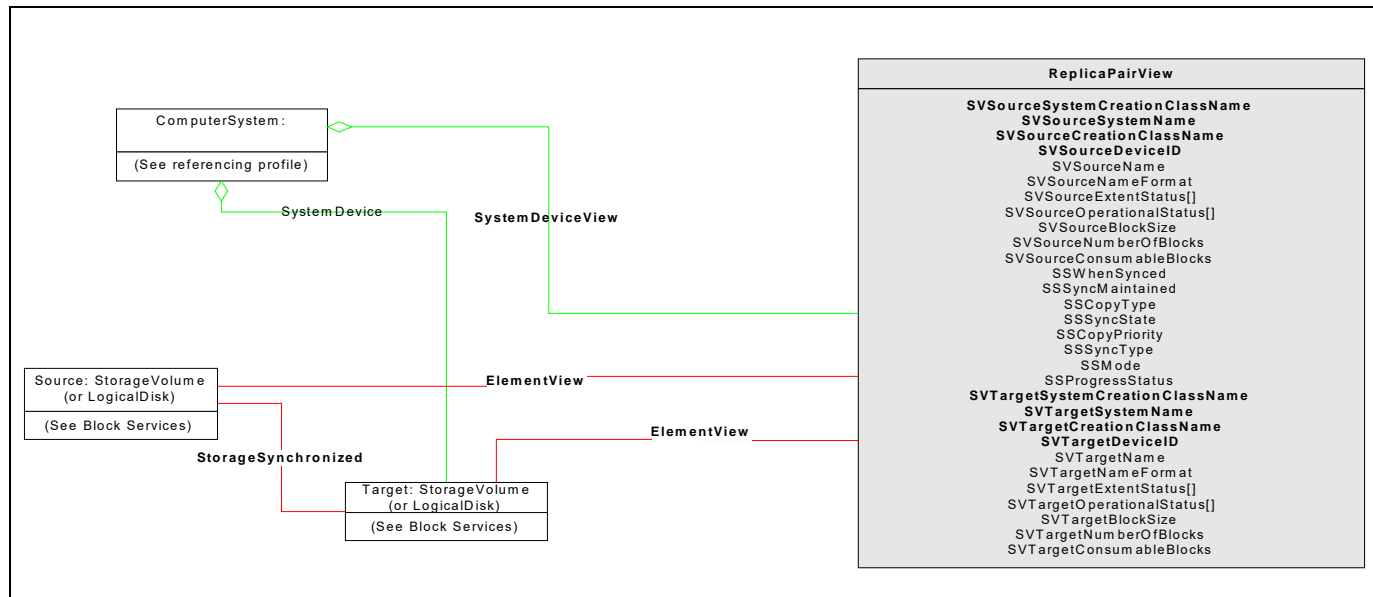 ComputerSystem:
(See referencing profile)
SystemDevice
SystemDeviceView
Source: StorageVolume
(or LogicalDisk)
(See Block Services)
ElementView
StorageSynchronized
ElementView
Target: StorageVolume
(or LogicalDisk)
(See Block Services)
ReplicaPairView
SVSourceSystemCreationClassName
SVSourceSystemName
SVSourceCreationClassName
SVSourceDeviceID
SVSourceName
SVSourceNameFormat
SVSourceExtentStatus[]
SVSourceOperationalStatus[]
SVSourceBlockSize
SVSourceNumberOfBlocks
SVSourceConsumableBlocks
SSWhenSynced
SSSyncMaintained
SSCopyType
SSSyncState
SSCopyPriority
SSSyncType
SSMode
SSProgressStatus
SVTargetSystemCreationClassName
SVTargetSystemName
SVTargetCreationClassName
SVTargetDeviceID
SVTargetName
SVTargetNameFormat
SVTargetExtentStatus[]
SVTargetOperationalStatus[]
SVTargetBlockSize
SVTargetNumberOfBlocks
SVTargetConsumableBlocks